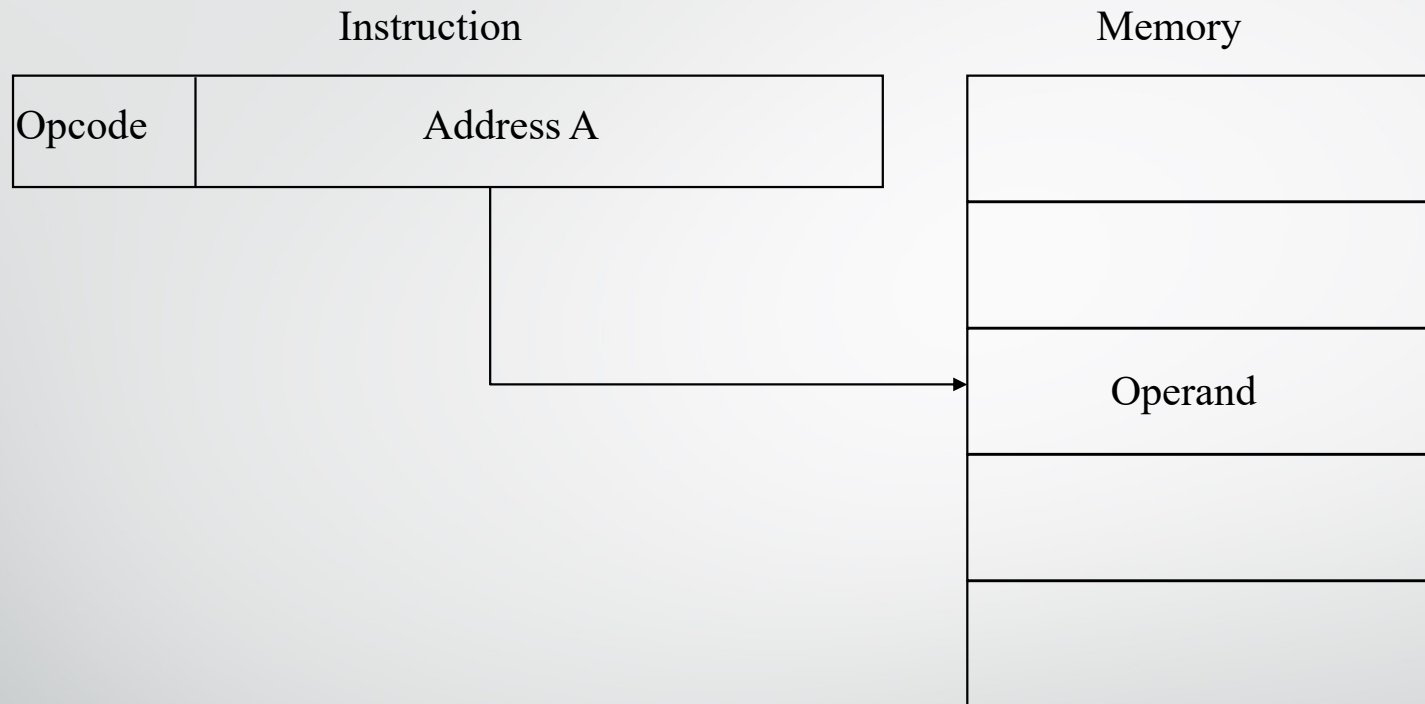 Instruction
Memory
Opcode
Address A
Operand